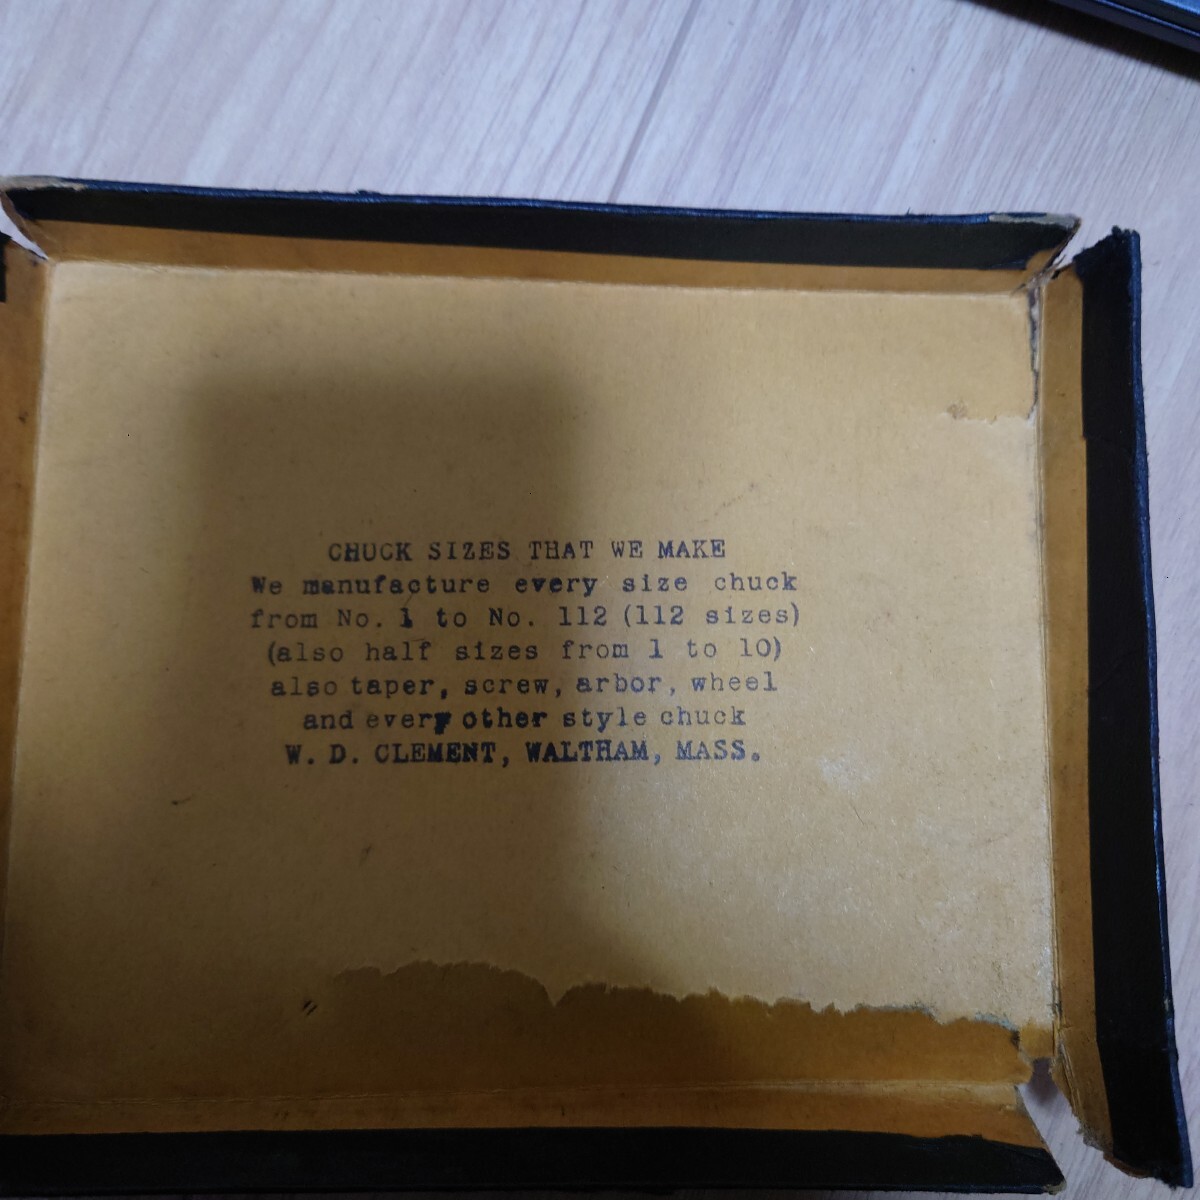 CHUCK SIZES THAT WE MAKE
We manufacture every size chuck
from No. 1 to No. 112 (112 sizes)
(also half sizes from 1 to 10)
also taper, screw, arbor, wheel
and every other style chuck
W. D. CLEMENT, WALTHAM, MASS.